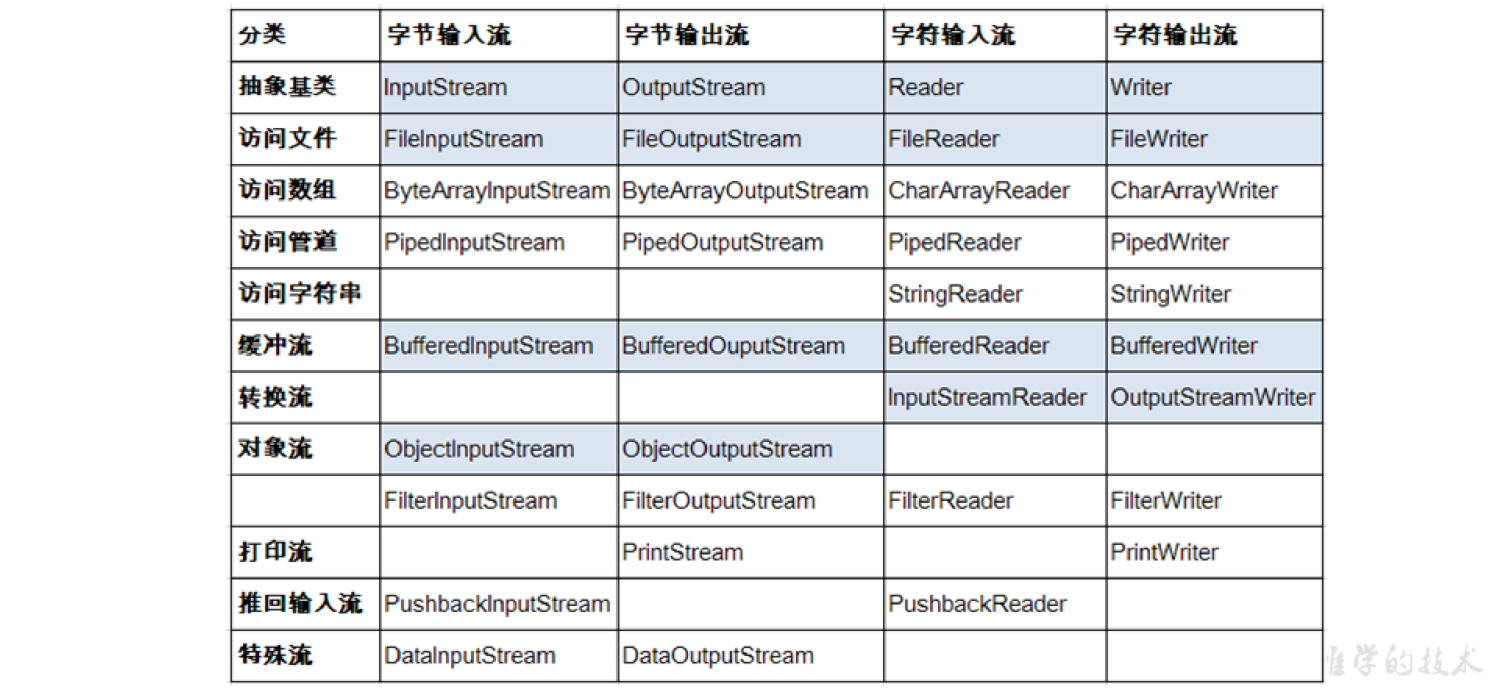 分类 字节输入流 字节输出流 字符输入流 字符输出流
抽象基类 InputStream OutputStream Reader Writer
访问文件 FileInputStream FileOutputStream FileReader FileWriter
访问数组 ByteArrayInputStream ByteArrayOutputStream CharArrayReader CharArrayWriter
访问管道 PipedInputStream PipedOutputStream PipedReader PipedWriter
访问字符串 StringReader StringWriter
缓冲流 BufferedInputStream BufferedOuputStream BufferedReader BufferedWriter
转换流 InputStreamReader OutputStreamWriter
对象流 ObjectInputStream ObjectOutputStream
FilterInputStream FilterOutputStream FilterReader FilterWriter
打印流 PrintStream PrintWriter
推回输入流 PushbackInputStream PushbackReader
特殊流 DataInputStream DataOutputStream
学的技术